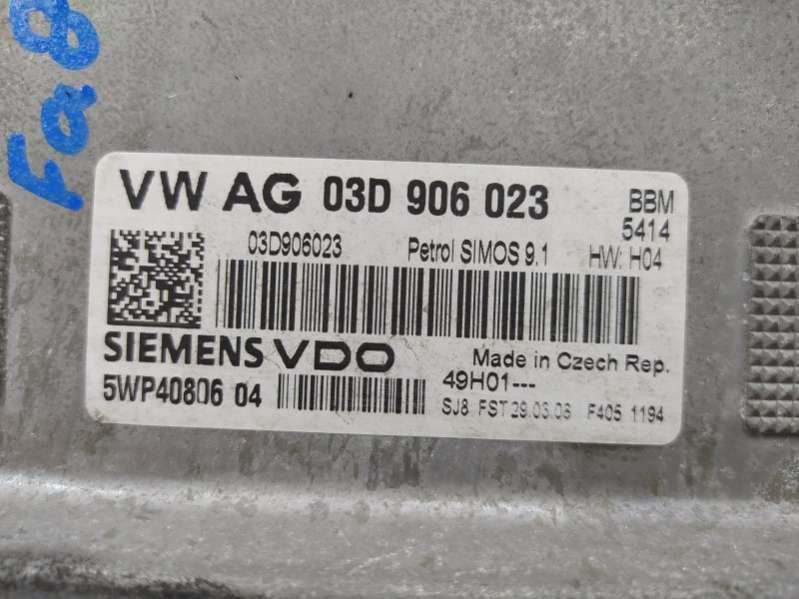 Fa8
VW AG 03D 906 023 BBM
5414
03D906023 Petrol SIMOS 9.1 HW: H04
SIEMENS VDO Made in Czech Rep.
5WP40806 04 49H01---
SJ8 FST 29.03.06 F405 1194